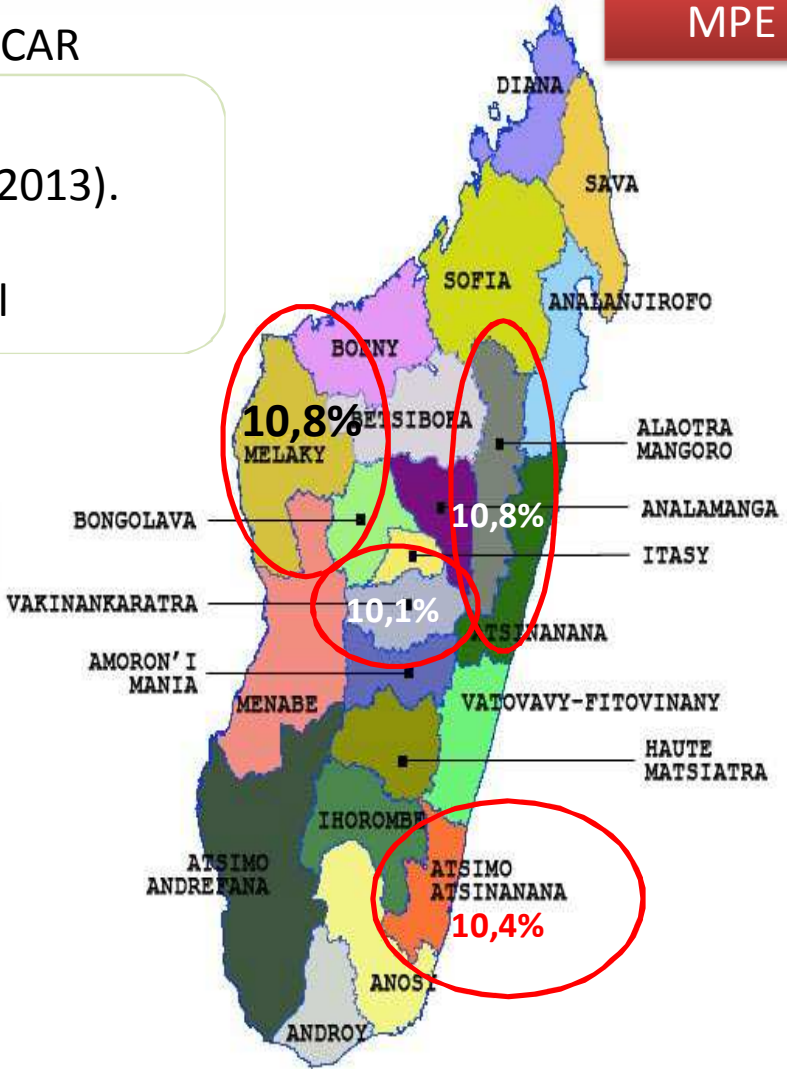 CAR
MPE
2013).
l
DIANA
SAVA
SOFIA
ANALANJIROFO
BOENY
10,8%
BETSIBOKA
MELAKY
ALAOTRA
MANGORO
BONGOLAVA
10,8%
ANALAMANGA
ITASY
VAKINANKARATRA
10,1%
ATSINANANA
AMORON'I
MANIA
MENABE
VATOVAVY-FITOVINANY
HAUTE
MATSIATRA
IHOROMBE
ATSIMO
ANDREFANA
ATSIMO
ATSINANANA
10,4%
ANOSY
ANDROY